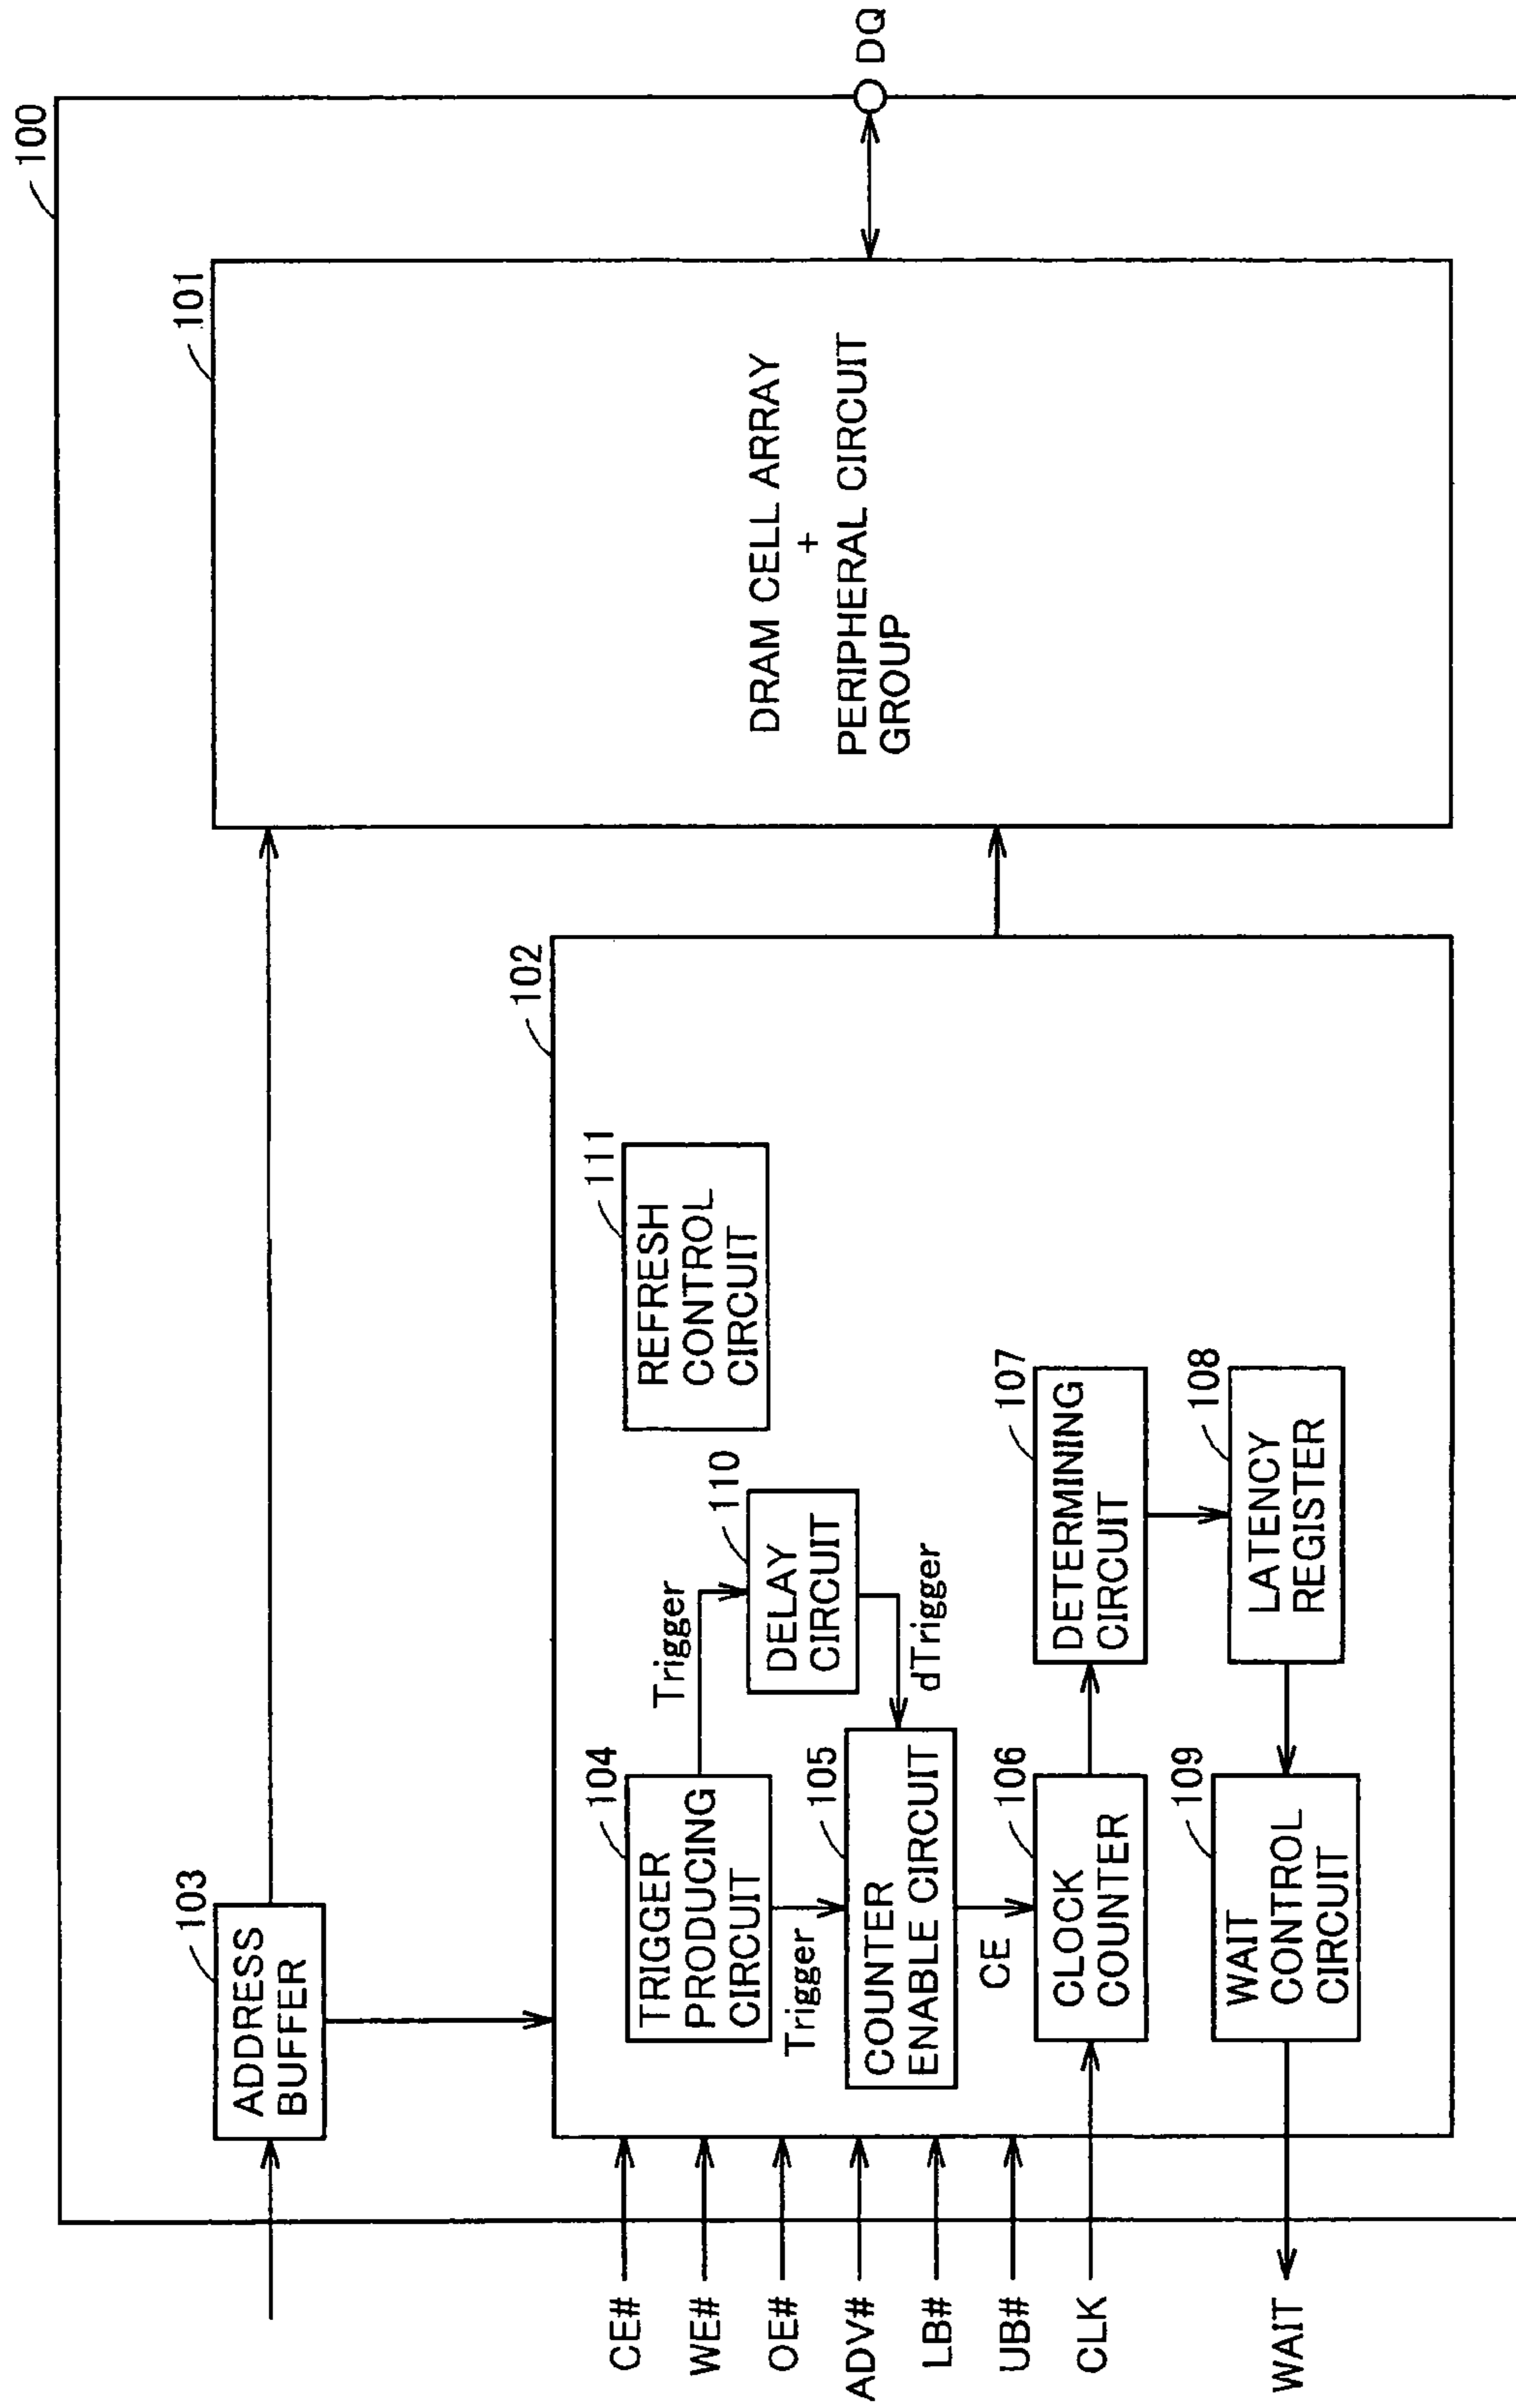 100
101
DRAM CELL ARRAY
+
PERIPHERAL CIRCUIT
GROUP
DQ
103
ADDRESS
BUFFER
102
104
TRIGGER
PRODUCING
CIRCUIT
Trigger
110
DELAY
CIRCUIT
dTrigger
111
REFRESH
CONTROL
CIRCUIT
Trigger
105
COUNTER
ENABLE CIRCUIT
CE
106
CLOCK
COUNTER
107
DETERMINING
CIRCUIT
108
LATENCY
REGISTER
109
WAIT
CONTROL
CIRCUIT
CE#
WE#
OE#
ADV#
LB#
UB#
CLK
WAIT